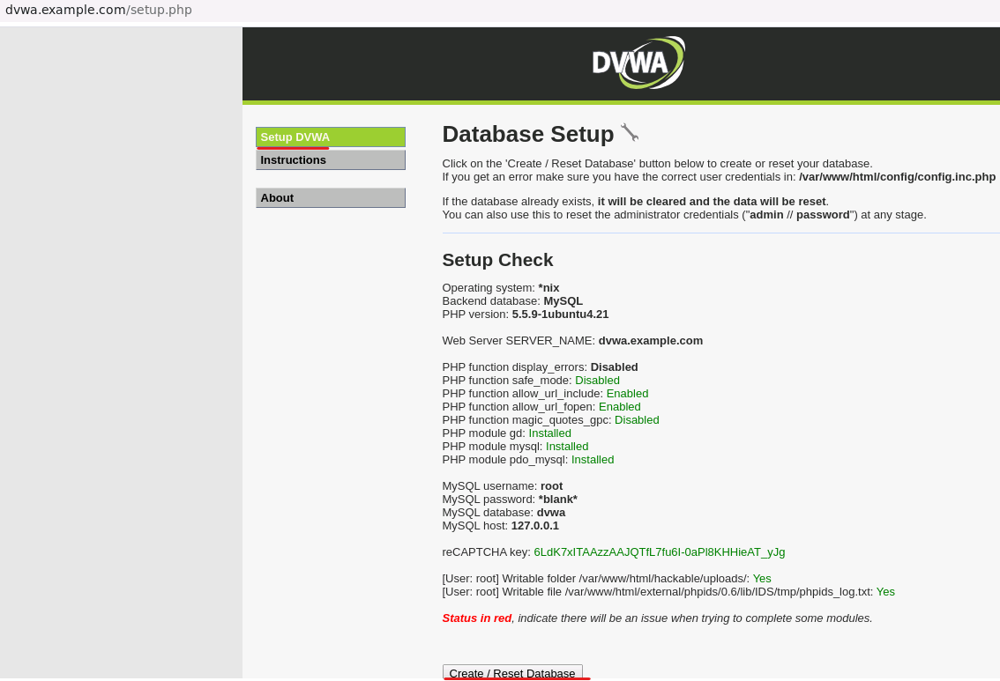 dvwa.example.com/setup.php
DVWA
Setup DVWA
Instructions
About
Database Setup
Click on the 'Create / Reset Database' button below to create or reset your database.
If you get an error make sure you have the correct user credentials in: /var/www/html/config/config.inc.php
If the database already exists, it will be cleared and the data will be reset.
You can also use this to reset the administrator credentials ("admin // password") at any stage.
Setup Check
Operating system: *nix
Backend database: MySQL
PHP version: 5.5.9-1ubuntu4.21
Web Server SERVER_NAME: dvwa.example.com
PHP function display_errors: Disabled
PHP function safe_mode: Disabled
PHP function allow_url_include: Enabled
PHP function allow_url_fopen: Enabled
PHP function magic_quotes_gpc: Disabled
PHP module gd: Installed
PHP module mysql: Installed
PHP module pdo_mysql: Installed
MySQL username: root
MySQL password: *blank*
MySQL database: dvwa
MySQL host: 127.0.0.1
reCAPTCHA key: 6LdK7xITAAzzAAJQTfL7fu6I-0aPl8KHHieAT_yJg
[User: root] Writable folder /var/www/html/hackable/uploads/: Yes
[User: root] Writable file /var/www/html/external/phpids/0.6/lib/IDS/tmp/phpids_log.txt: Yes
Status in red, indicate there will be an issue when trying to complete some modules.
Create / Reset Database